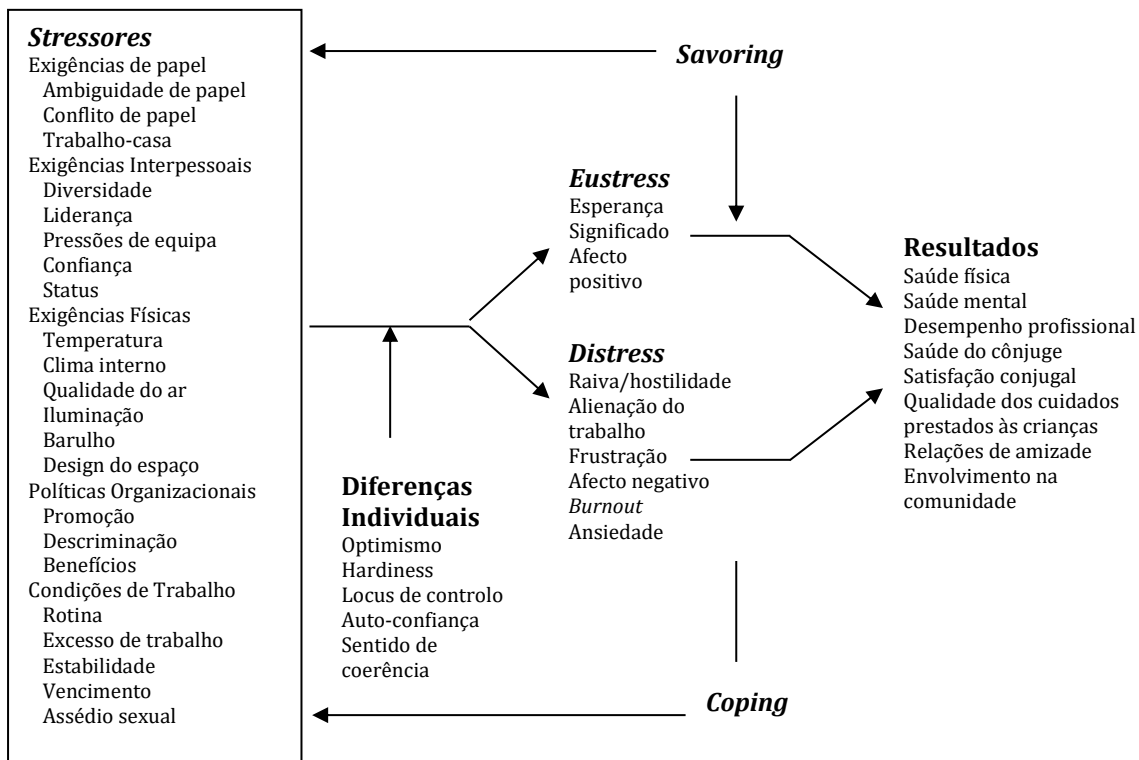 Stressores
Exigências de papel
Ambiguidade de papel
Conflito de papel
Trabalho-casa
Exigências Interpessoais
Diversidade
Liderança
Pressões de equipa
Confiança
Status
Exigências Físicas
Temperatura
Clima interno
Qualidade do ar
Iluminação
Barulho
Design do espaço
Políticas Organizacionais
Promoção
Descriminação
Benefícios
Condições de Trabalho
Rotina
Excesso de trabalho
Estabilidade
Vencimento
Assédio sexual
Savoring
Eustress
Esperança
Significado
Afecto
positivo
Distress
Raiva/hostilidade
Alienação do
trabalho
Frustração
Afecto negativo
Burnout
Ansiedade
Diferenças
Individuais
Optimismo
Hardiness
Locus de controlo
Auto-confiança
Sentido de
coerência
Coping
Resultados
Saúde física
Saúde mental
Desempenho profissional
Saúde do cônjuge
Satisfação conjugal
Qualidade dos cuidados
prestados às crianças
Relações de amizade
Envolvimento na
comunidade